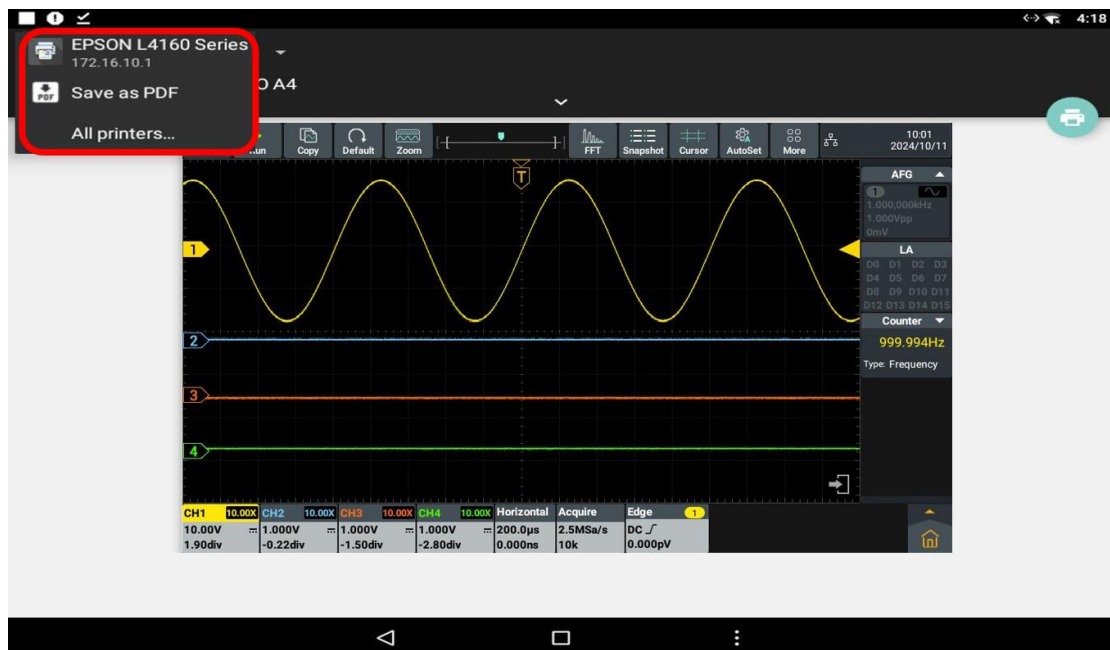 4:18
EPSON L4160 Series
172.16.10.1
Save as PDF
All printers...
O A4
un Copy Default Zoom T FFT Snapshot Cursor AutoSet More
10:01
2024/10/11
AFG
1
1.000,000kHz
1.000Vpp
0mV
LA
D0 D1 D2 D3
D4 D5 D6 D7
D8 D9 D10 D11
D12 D13 D14 D15
Counter
999.994Hz
Type: Frequency
1
2
3
4
CH1 10.00X CH2 10.00X CH3 10.00X CH4 10.00X Horizontal Acquire Edge 1
10.00V 1.000V 1.000V 1.000V 200.0μs 2.5MSa/s DC
1.90div -0.22div -1.50div -2.80div 0.000ns 10k 0.000pV